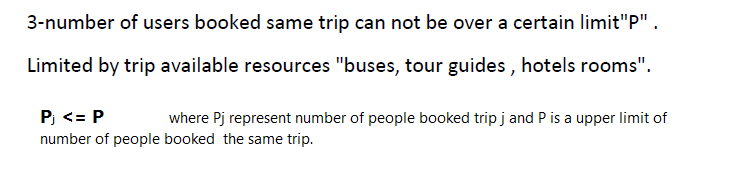 3-number of users booked same trip can not be over a certain limit"P" .
Limited by trip available resources "buses, tour guides , hotels rooms".
Pj <= P where Pj represent number of people booked trip j and P is a upper limit of
number of people booked the same trip.